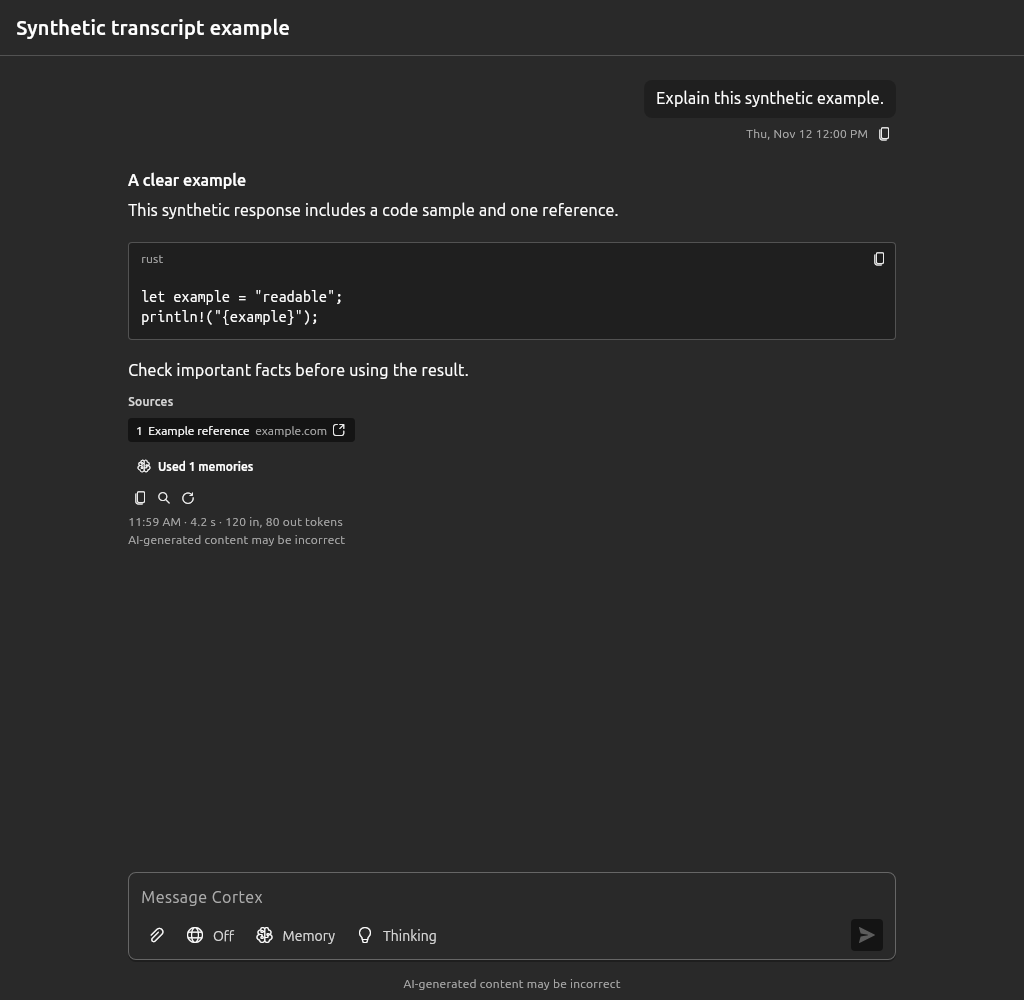 Synthetic transcript example
Explain this synthetic example.
Thu, Nov 12 12:00 PM
A clear example
This synthetic response includes a code sample and one reference.
rust
let example = "readable";
println!("{example}");
Check important facts before using the result.
Sources
1 Example reference example.com
Used 1 memories
11:59 AM · 4.2 s · 120 in, 80 out tokens
AI-generated content may be incorrect
Message Cortex
Off Memory Thinking
AI-generated content may be incorrect